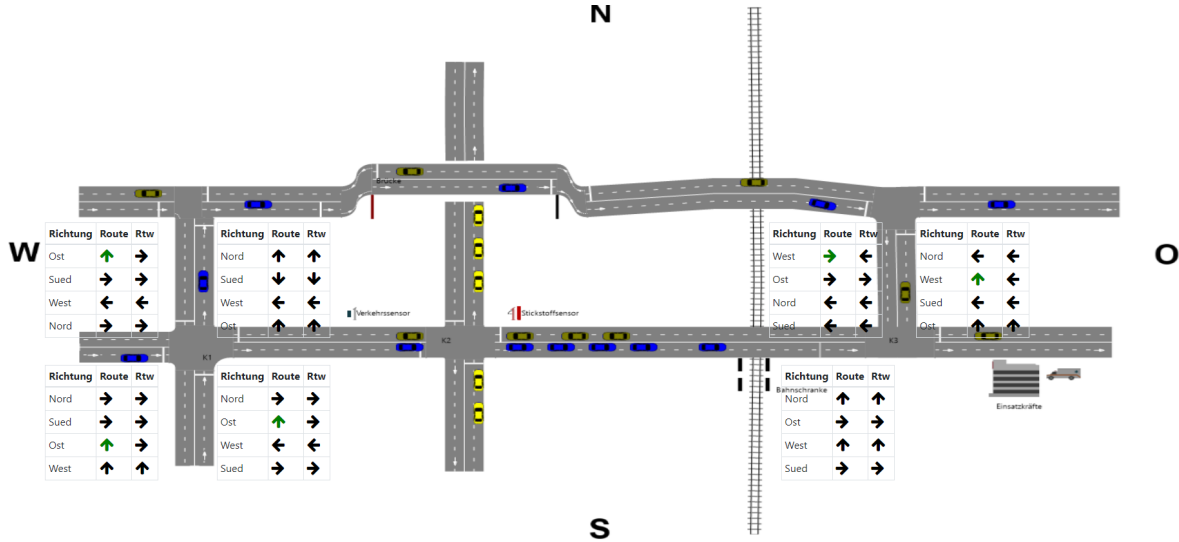 N
Brücke
W
O
Richtung Route Rtw
Ost
Sued
West
Nord
Richtung Route Rtw
Nord
Sued
West
Ost
Richtung Route Rtw
West
Ost
Nord
Sued
Richtung Route Rtw
Nord
West
Sued
Ost
Verkehrssensor
Stickstoffsensor
K1
K2
K3
Richtung Route Rtw
Nord
Sued
Ost
West
Richtung Route Rtw
Nord
Ost
West
Sued
Bahnschranke
Richtung Route Rtw
Nord
Ost
West
Sued
Einsatzkräfte
S